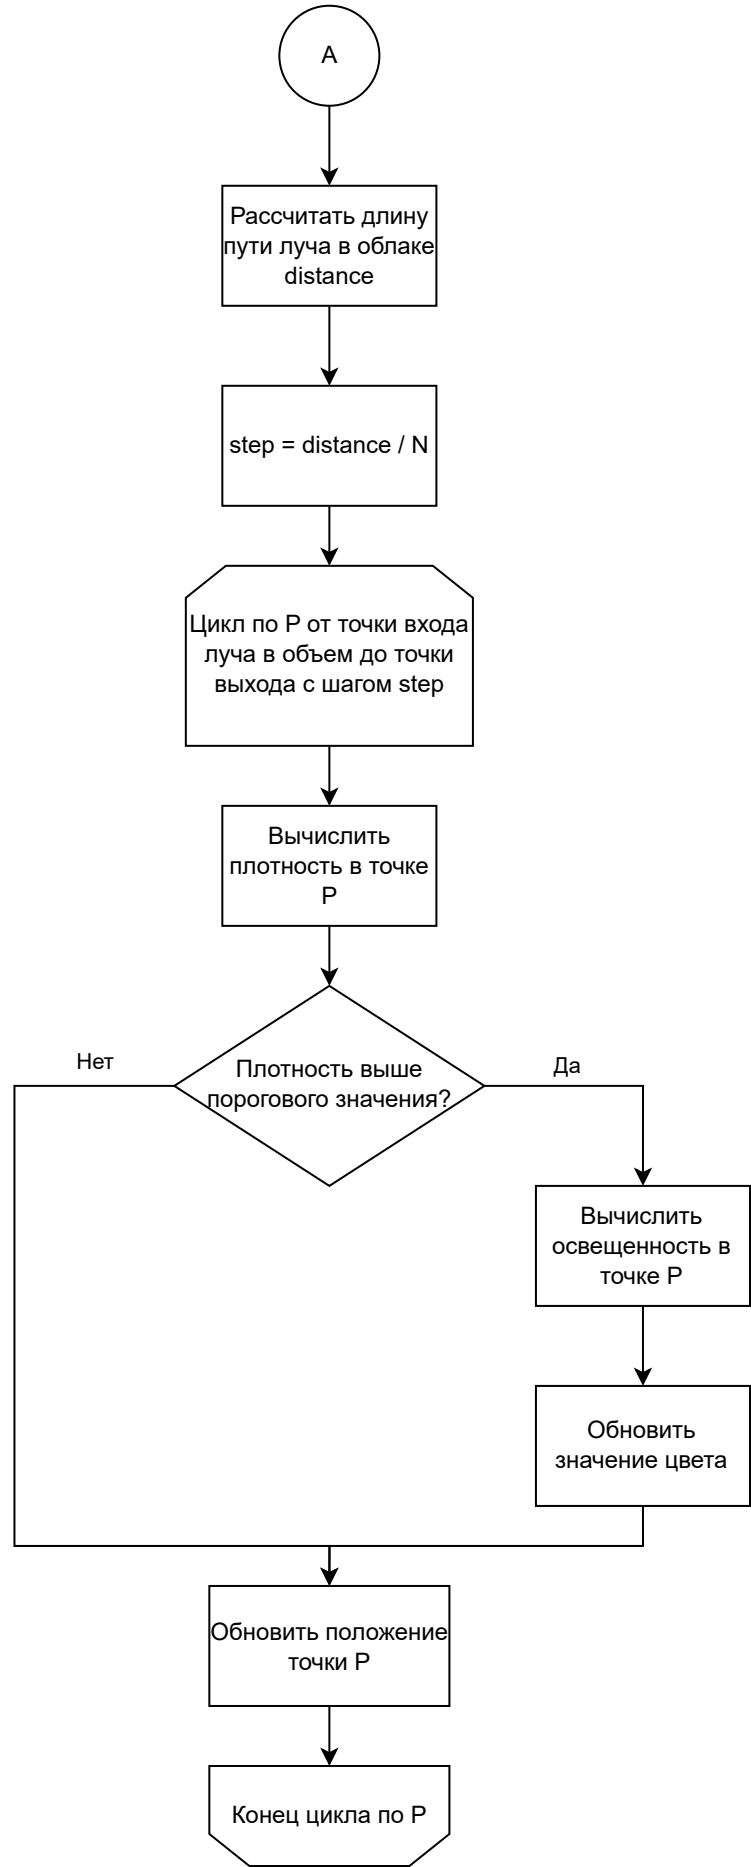 A
Рассчитать длину
пути луча в облаке
distance
step = distance / N
Цикл по P от точки входа
луча в объем до точки
выхода с шагом step
Вычислить
плотность в точке
P
Плотность выше
порогового значения?
Нет
Да
Вычислить
освещенность в
точке P
Обновить
значение цвета
Обновить положение
точки P
Конец цикла по P